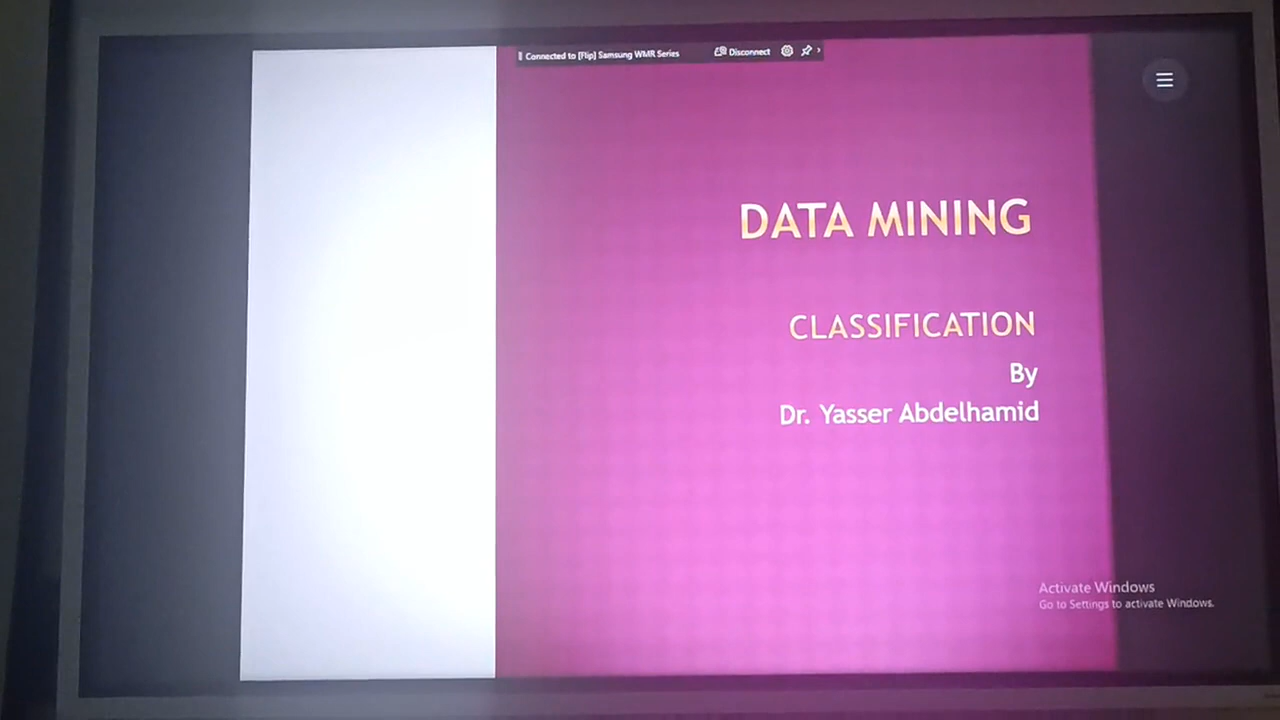 Connected to [Flip] Samsung WMR Series Disconnect
DATA MINING
CLASSIFICATION
By
Dr. Yasser Abdelhamid
Activate Windows
Go to Settings to activate Windows.